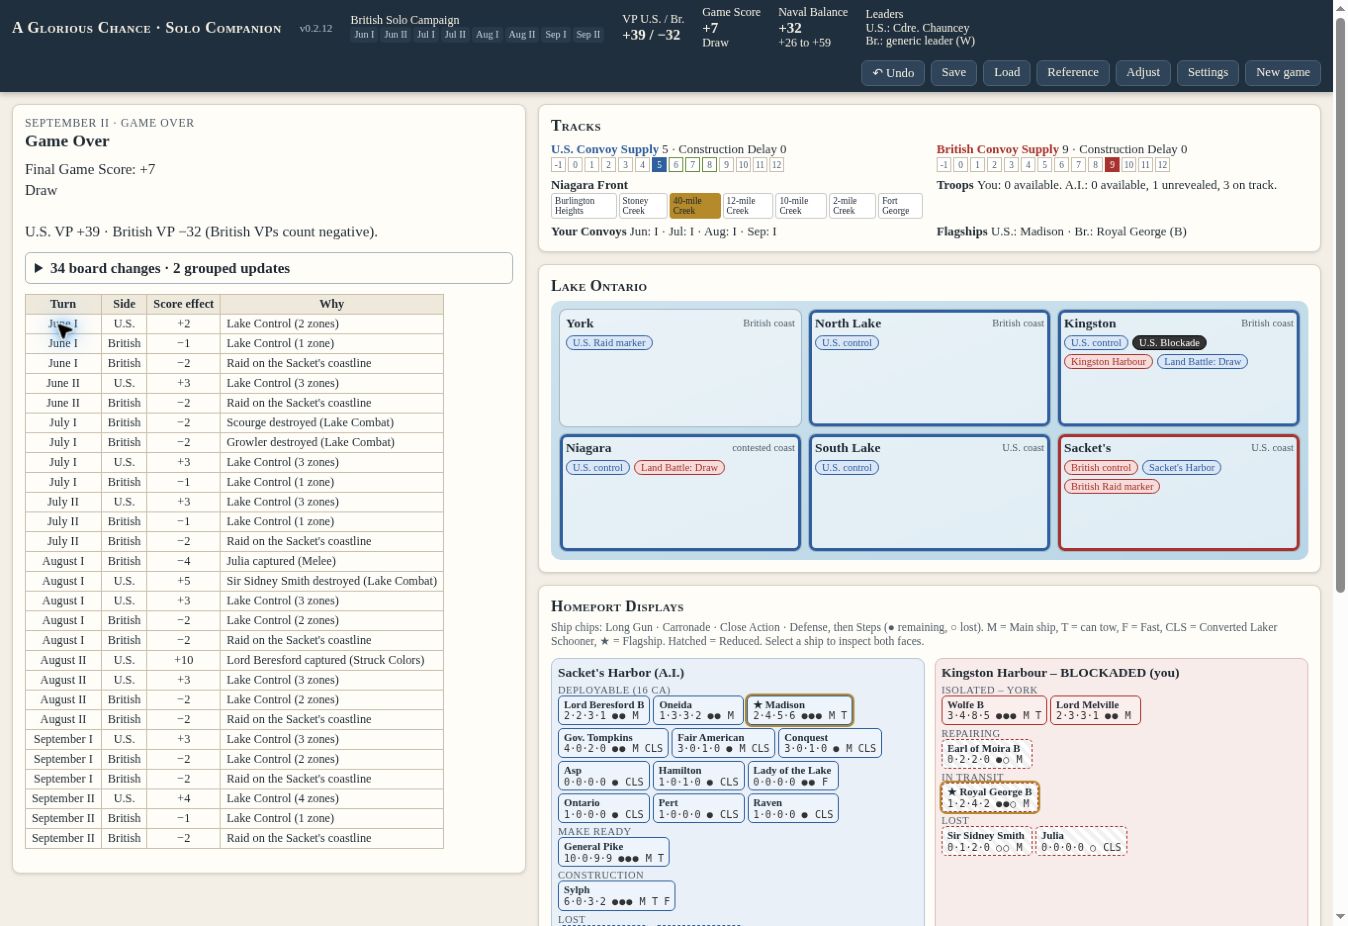 A Glorious Chance · Solo Companion v0.2.12
British Solo Campaign
Jun I Jun II Jul I Jul II Aug I Aug II Sep I Sep II
VP U.S. / Br.
+39 / −32
Game Score
+7
Draw
Naval Balance
+32
+26 to +59
Leaders
U.S.: Cdre. Chauncey
Br.: generic leader (W)
↶ Undo Save Load Reference Adjust Settings New game
SEPTEMBER II · GAME OVER
Game Over
Final Game Score: +7
Draw
U.S. VP +39 · British VP −32 (British VPs count negative).
▶ 34 board changes · 2 grouped updates
Turn Side Score effect Why
June I U.S. +2 Lake Control (2 zones)
June I British −1 Lake Control (1 zone)
June I British −2 Raid on the Sacket's coastline
June II U.S. +3 Lake Control (3 zones)
June II British −2 Raid on the Sacket's coastline
July I British −2 Scourge destroyed (Lake Combat)
July I British −2 Growler destroyed (Lake Combat)
July I U.S. +3 Lake Control (3 zones)
July I British −1 Lake Control (1 zone)
July II U.S. +3 Lake Control (3 zones)
July II British −1 Lake Control (1 zone)
July II British −2 Raid on the Sacket's coastline
August I British −4 Julia captured (Melee)
August I U.S. +5 Sir Sidney Smith destroyed (Lake Combat)
August I U.S. +3 Lake Control (3 zones)
August I British −2 Lake Control (2 zones)
August I British −2 Raid on the Sacket's coastline
August II U.S. +10 Lord Beresford captured (Struck Colors)
August II U.S. +3 Lake Control (3 zones)
August II British −2 Lake Control (2 zones)
August II British −2 Raid on the Sacket's coastline
September I U.S. +3 Lake Control (3 zones)
September I British −2 Lake Control (2 zones)
September I British −2 Raid on the Sacket's coastline
September II U.S. +4 Lake Control (4 zones)
September II British −1 Lake Control (1 zone)
September II British −2 Raid on the Sacket's coastline
Tracks
U.S. Convoy Supply 5 · Construction Delay 0
-1 0 1 2 3 4 5 6 7 8 9 10 11 12
British Convoy Supply 9 · Construction Delay 0
-1 0 1 2 3 4 5 6 7 8 9 10 11 12
Niagara Front
Burlington Heights
Stoney Creek
40-mile Creek
12-mile Creek
10-mile Creek
2-mile Creek
Fort George
Troops You: 0 available. A.I.: 0 available, 1 unrevealed, 3 on track.
Your Convoys Jun: I · Jul: I · Aug: I · Sep: I
Flagships U.S.: Madison · Br.: Royal George (B)
Lake Ontario
York British coast
U.S. Raid marker
North Lake British coast
U.S. control
Kingston British coast
U.S. control U.S. Blockade
Kingston Harbour Land Battle: Draw
Niagara contested coast
U.S. control Land Battle: Draw
South Lake U.S. coast
U.S. control
Sacket's U.S. coast
British control Sacket's Harbor
British Raid marker
Homeport Displays
Ship chips: Long Gun · Carronade · Close Action · Defense, then Steps (● remaining, ○ lost). M = Main ship, T = can tow, F = Fast, CLS = Converted Lake
Schooner, ★ = Flagship. Hatched = Reduced. Select a ship to inspect both faces.
Sacket's Harbor (A.I.)
DEPLOYABLE (16 CA)
Lord Beresford B
2·2·3·1 ●● M
Oneida
1·3·3·2 ●● M
★ Madison
2·4·5·6 ●●● M T
Gov. Tompkins
4·0·2·0 ●● M CLS
Fair American
3·0·1·0 ● M CLS
Conquest
3·0·1·0 ● M CLS
Asp
0·0·0·0 ● CLS
Hamilton
1·0·1·0 ● CLS
Lady of the Lake
0·0·0·0 ●● F
Ontario
1·0·0·0 ● CLS
Pert
1·0·0·0 ● CLS
Raven
1·0·0·0 ● CLS
MAKE READY
General Pike
10·0·9·9 ●●● M T
CONSTRUCTION
Sylph
6·0·3·2 ●●● M T F
LOST
Kingston Harbour – BLOCKADED (you)
ISOLATED – YORK
Wolfe B
3·4·8·5 ●●● M T
Lord Melville
2·3·3·1 ●● M
REPAIRING
Earl of Moira B
0·2·2·0 ●○ M
IN TRANSIT
★ Royal George B
1·2·4·2 ●●○ M
LOST
Sir Sidney Smith
0·1·2·0 ○○ M
Julia
0·0·0·0 ○ CLS